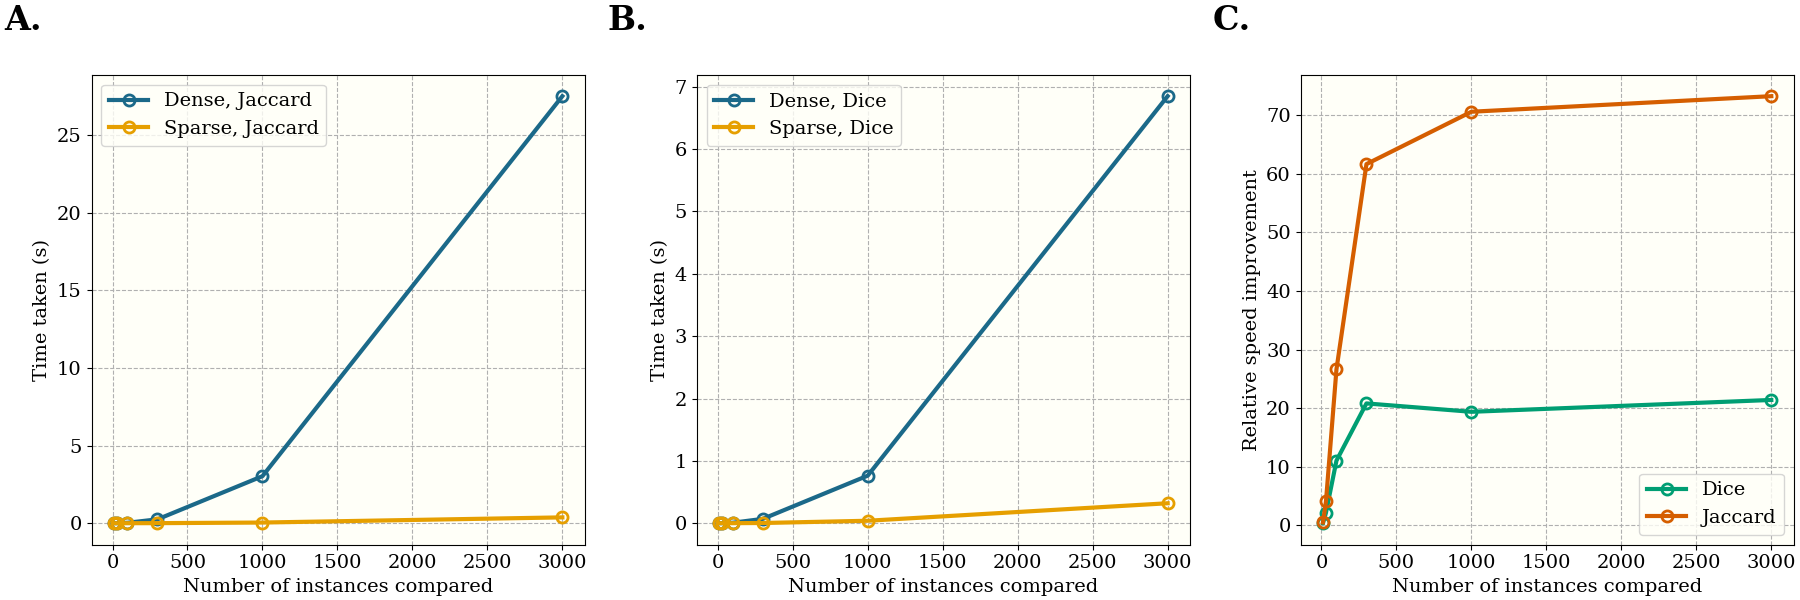 A.
Dense, Jaccard
Sparse, Jaccard
Time taken (s)
25
20
15
10
5
0
0 500 1000 1500 2000 2500 3000
Number of instances compared
B.
Dense, Dice
Sparse, Dice
Time taken (s)
7
6
5
4
3
2
1
0
0 500 1000 1500 2000 2500 3000
Number of instances compared
C.
Relative speed improvement
70
60
50
40
30
20
10
0
Dice
Jaccard
0 500 1000 1500 2000 2500 3000
Number of instances compared